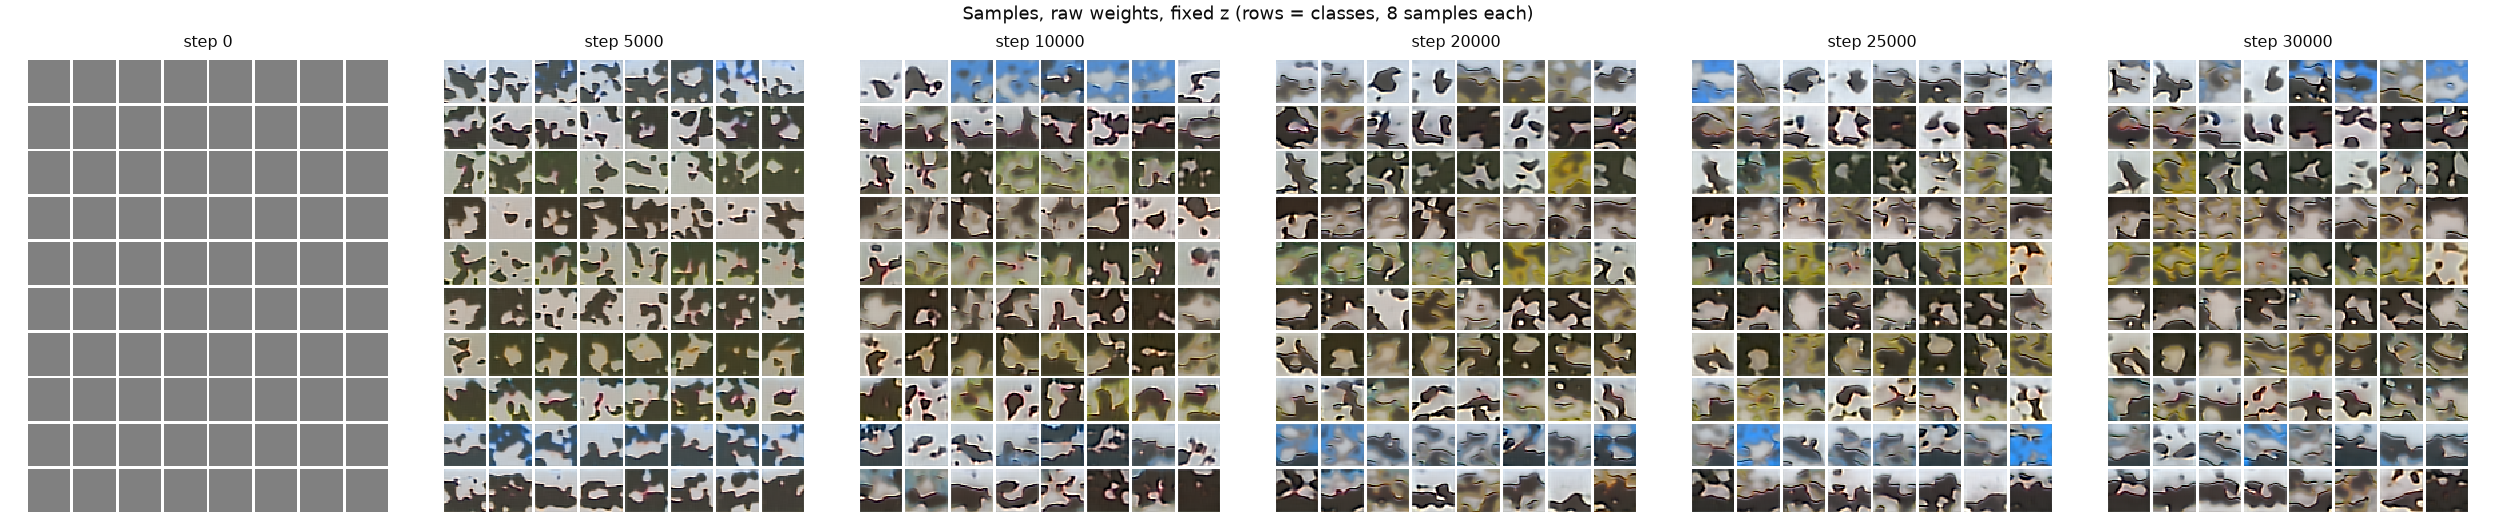 Samples, raw weights, fixed z (rows = classes, 8 samples each)
step 0
step 5000
step 10000
step 20000
step 25000
step 30000